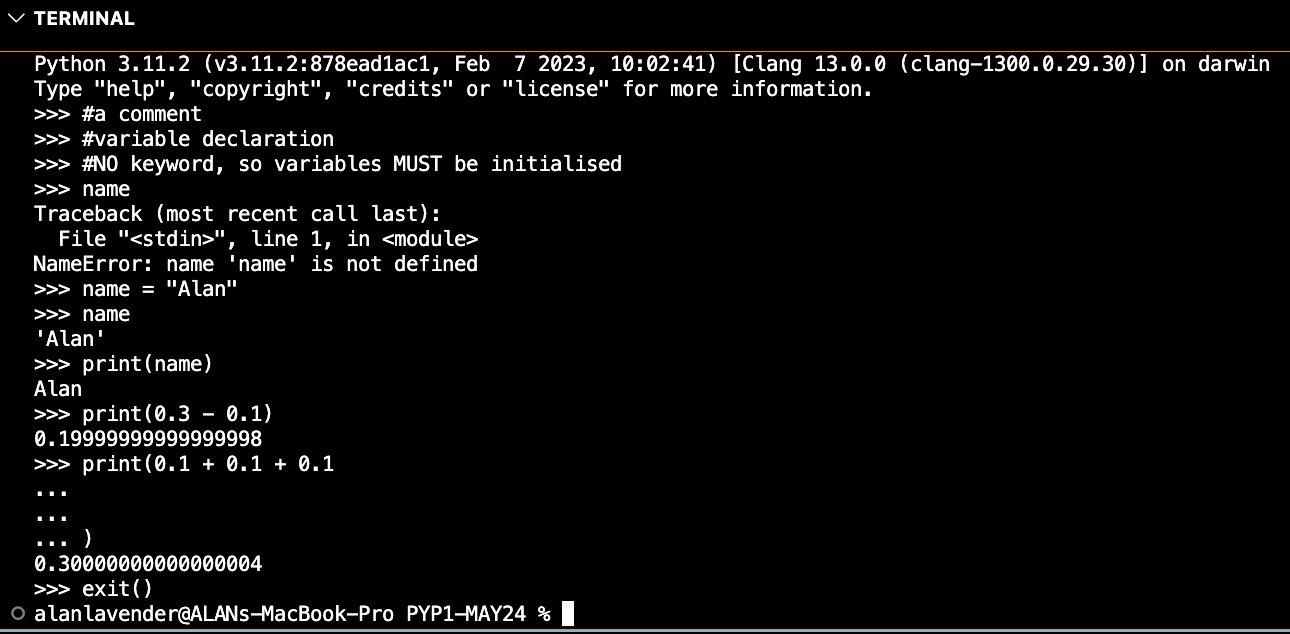 TERMINAL
Python 3.11.2 (v3.11.2:878ead1ac1, Feb  7 2023, 10:02:41) [Clang 13.0.0 (clang-1300.0.29.30)] on darwin
Type "help", "copyright", "credits" or "license" for more information.
>>> #a comment
>>> #variable declaration
>>> #NO keyword, so variables MUST be initialised
>>> name
Traceback (most recent call last):
  File "<stdin>", line 1, in <module>
NameError: name 'name' is not defined
>>> name = "Alan"
>>> name
'Alan'
>>> print(name)
Alan
>>> print(0.3 - 0.1)
0.19999999999999998
>>> print(0.1 + 0.1 + 0.1
...
...
... )
0.30000000000000004
>>> exit()
alanlavender@ALANs-MacBook-Pro PYP1-MAY24 %